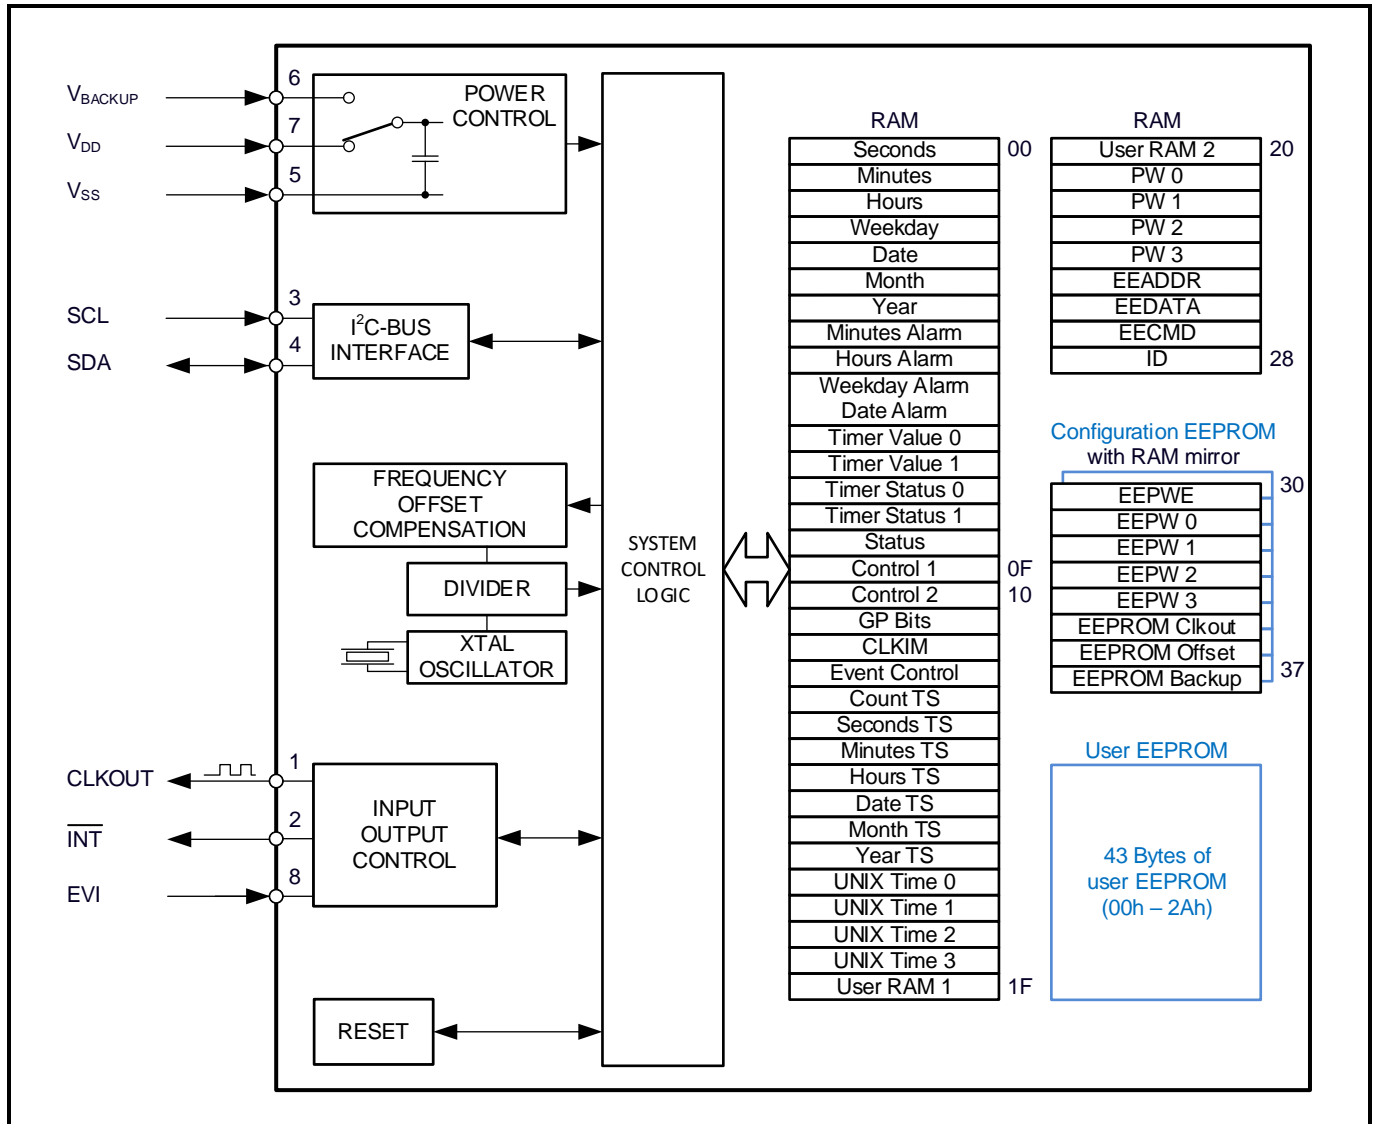 V_BACKUP
6
V_DD
7
V_SS
5
POWER
CONTROL
SCL
3
SDA
4
I²C-BUS
INTERFACE
FREQUENCY
OFFSET
COMPENSATION
DIVIDER
XTAL
OSCILLATOR
CLKOUT
1
INT
2
EVI
8
INPUT
OUTPUT
CONTROL
RESET
SYSTEM
CONTROL
LOGIC
RAM
Seconds 00
Minutes
Hours
Weekday
Date
Month
Year
Minutes Alarm
Hours Alarm
Weekday Alarm
Date Alarm
Timer Value 0
Timer Value 1
Timer Status 0
Timer Status 1
Status
Control 1 0F
Control 2 10
GP Bits
CLKIM
Event Control
Count TS
Seconds TS
Minutes TS
Hours TS
Date TS
Month TS
Year TS
UNIX Time 0
UNIX Time 1
UNIX Time 2
UNIX Time 3
User RAM 1 1F
RAM
User RAM 2 20
PW 0
PW 1
PW 2
PW 3
EEADDR
EEDATA
EECMD
ID 28
Configuration EEPROM
with RAM mirror
EEPWE 30
EEPW 0
EEPW 1
EEPW 2
EEPW 3
EEPROM Clkout
EEPROM Offset
EEPROM Backup 37
User EEPROM
43 Bytes of
user EEPROM
(00h – 2Ah)